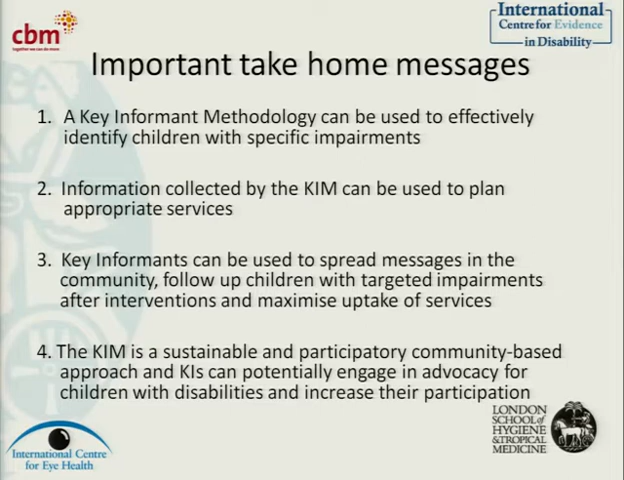 cbm
together we can do more
International
Centre for Evidence
in Disability
Important take home messages
1. A Key Informant Methodology can be used to effectively
identify children with specific impairments
2. Information collected by the KIM can be used to plan
appropriate services
3. Key Informants can be used to spread messages in the
community, follow up children with targeted impairments
after interventions and maximise uptake of services
4. The KIM is a sustainable and participatory community-based
approach and KIs can potentially engage in advocacy for
children with disabilities and increase their participation
International Centre
for Eye Health
LONDON
SCHOOL of
HYGIENE
&TROPICAL
MEDICINE